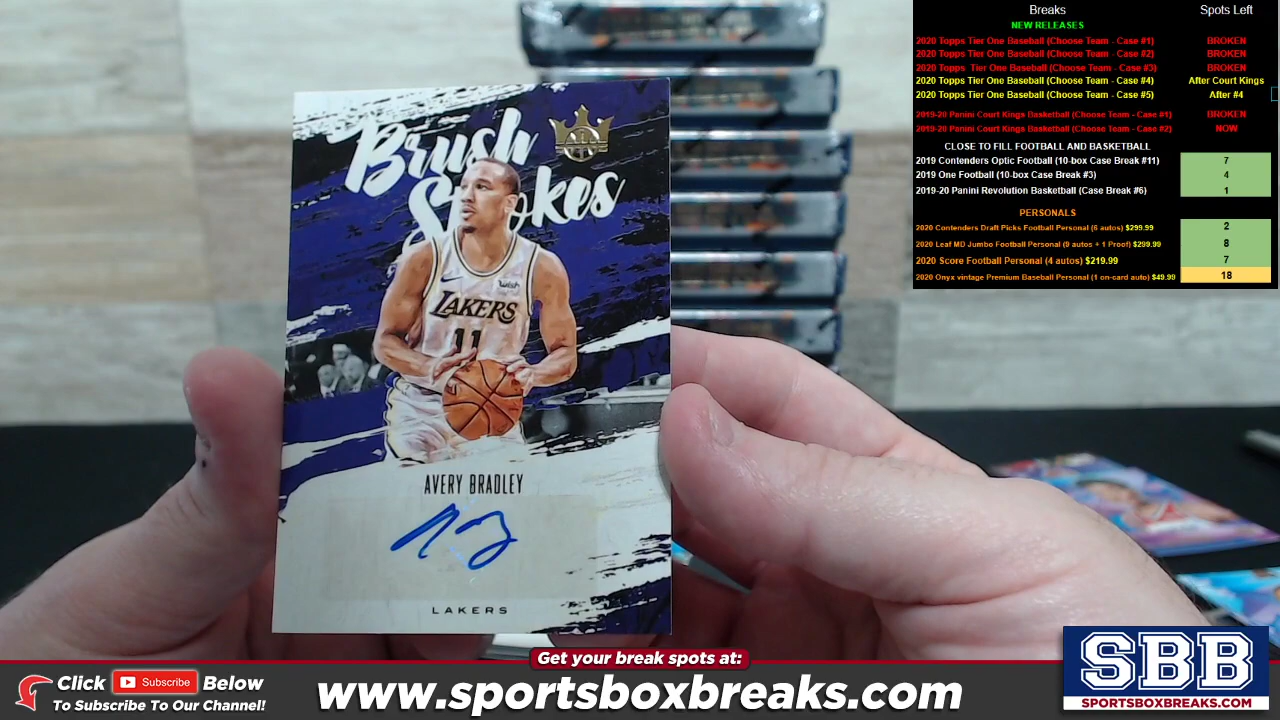 Breaks Spots Left
NEW RELEASES
2020 Topps Tier One Baseball (Choose Team - Case #1) BROKEN
2020 Topps Tier One Baseball (Choose Team - Case #2) BROKEN
2020 Topps Tier One Baseball (Choose Team - Case #3) BROKEN
2020 Topps Tier One Baseball (Choose Team - Case #4) After Court Kings
2020 Topps Tier One Baseball (Choose Team - Case #5) After #4
2019-20 Panini Court Kings Basketball (Choose Team - Case #1) BROKEN
2019-20 Panini Court Kings Basketball (Choose Team - Case #2) NOW
CLOSE TO FILL FOOTBALL AND BASKETBALL
2019 Contenders Optic Football (10-box Case Break #11) 7
2019 One Football (10-box Case Break #3) 4
2019-20 Panini Revolution Basketball (Case Break #6) 1
PERSONALS
2020 Contenders Draft Picks Football Personal (6 autos) $299.99 2
2020 Leaf MD Jumbo Football Personal (9 autos + 1 Proof) $299.99 8
2020 Score Football Personal (4 autos) $219.99 7
2020 Onyx vintage Premium Baseball Personal (1 on-card auto) $49.99 18
Brush
Strokes
wish
LAKERS
11
AVERY BRADLEY
LAKERS
Get your break spots at:
Click Subscribe Below
To Subscribe To Our Channel!
www.sportsboxbreaks.com
SBB
SPORTSBOXBREAKS.COM